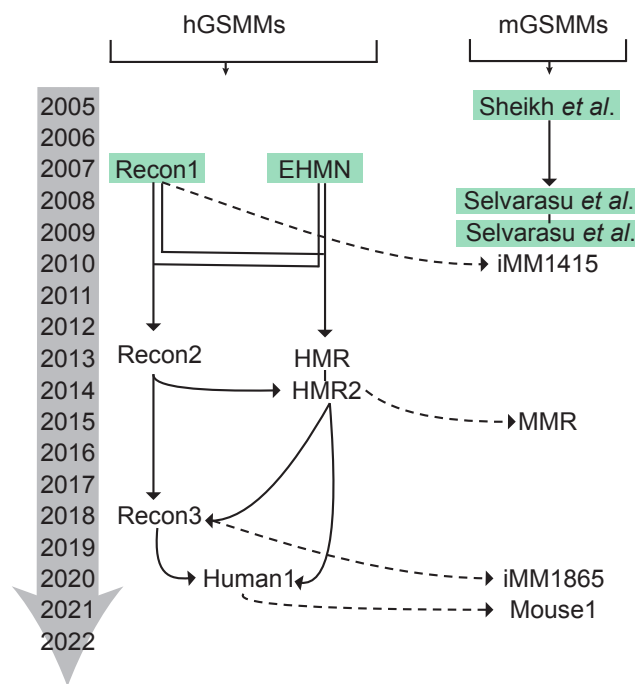 hGSMMs mGSMMs
2005 Sheikh et al.
2006
2007 Recon1 EHMN
2008 Selvarasu et al.
2009 Selvarasu et al.
2010 iMM1415
2011
2012
2013 Recon2 HMR
2014 HMR2
2015 MMR
2016
2017
2018 Recon3
2019
2020 Human1 iMM1865
2021 Mouse1
2022